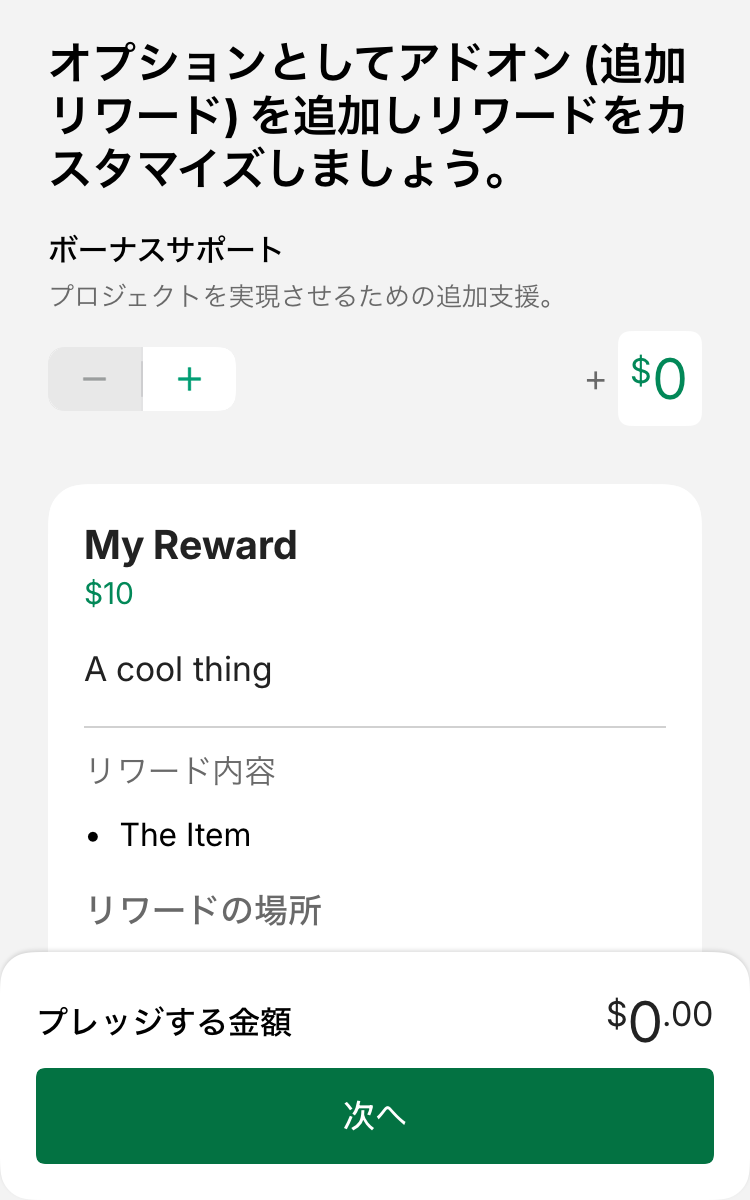 オプションとしてアドオン (追加
リワード) を追加しリワードをカ
スタマイズしましょう。
ボーナスサポート
プロジェクトを実現させるための追加支援。
− + + $0
My Reward
$10
A cool thing
リワード内容
• The Item
リワードの場所
プレッジする金額 $0.00
次へ